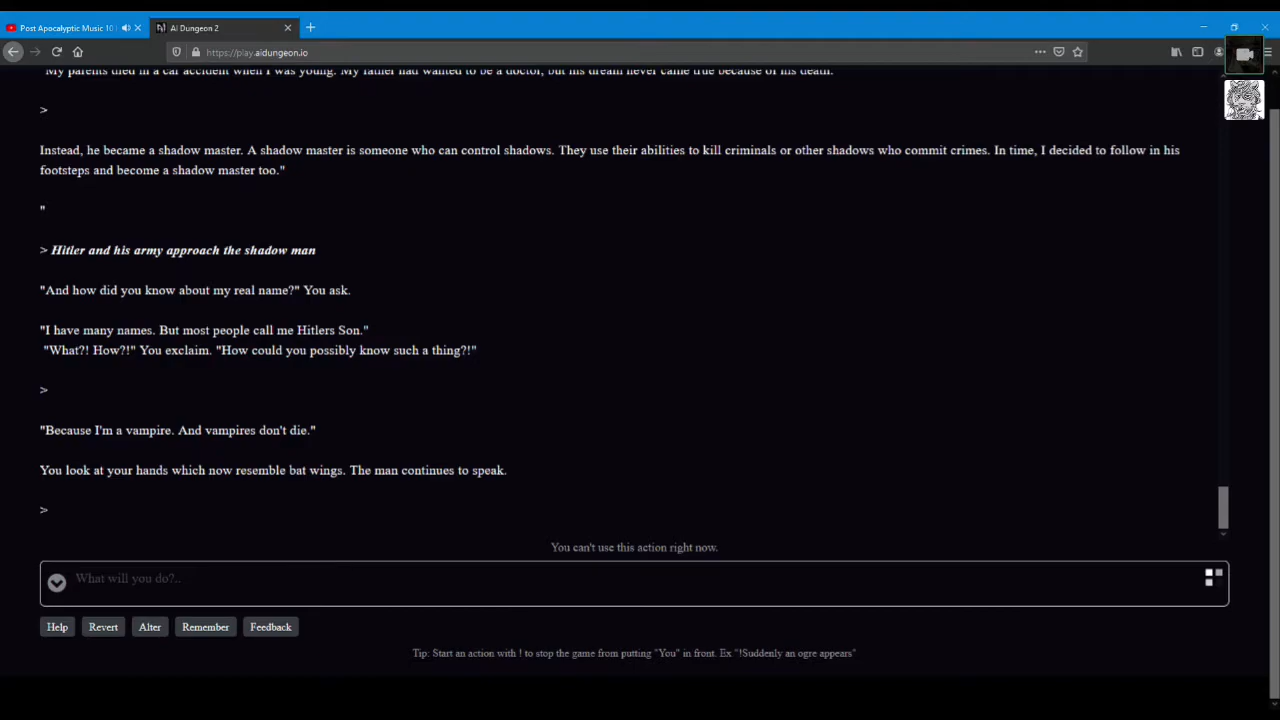 Post Apocalyptic Music 10
AI Dungeon 2
https://play.aidungeon.io
"My parents died in a car accident when I was young. My father had wanted to be a doctor, but his dream never came true because of his death.
>
Instead, he became a shadow master. A shadow master is someone who can control shadows. They use their abilities to kill criminals or other shadows who commit crimes. In time, I decided to follow in his
footsteps and become a shadow master too."
"
> Hitler and his army approach the shadow man
"And how did you know about my real name?" You ask.
"I have many names. But most people call me Hitlers Son."
"What?! How?!" You exclaim. "How could you possibly know such a thing?!"
>
"Because I'm a vampire. And vampires don't die."
You look at your hands which now resemble bat wings. The man continues to speak.
>
You can't use this action right now.
What will you do?..
Help Revert Alter Remember Feedback
Tip: Start an action with ! to stop the game from putting "You" in front. Ex "!Suddenly an ogre appears"